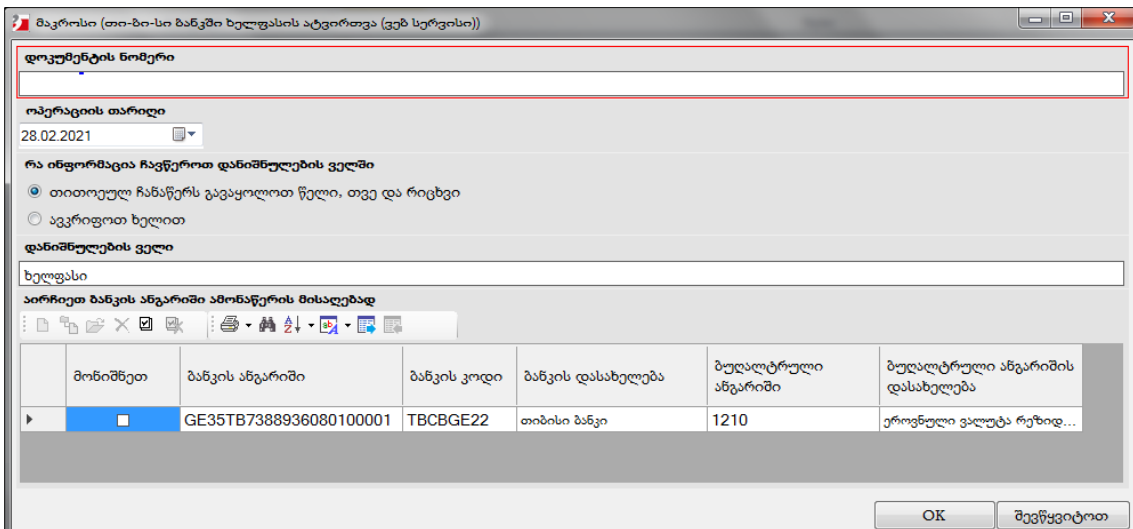 მაკროსი (თი-ბი-სი ბანკში ხელფასის ატვირთვა (ვებ სერვისი))
დოკუმენტის ნომერი
ოპერაციის თარიღი
28.02.2021
რა ინფორმაცია ჩავწეროთ დანიშნულების ველში
თითოეულ ჩანაწერს გავაყოლოთ წელი, თვე და რიცხვი
ავკრიფოთ ხელით
დანიშნულების ველი
ხელფასი
აირჩიეთ ბანკის ანგარიში ამონაწერის მისაღებად
მონიშნეთ ბანკის ანგარიში ბანკის კოდი ბანკის დასახელება ბუღალტრული ანგარიში ბუღალტრული ანგარიშის დასახელება
GE35TB7388936080100001 TBCBGE22 თიბისი ბანკი 1210 ეროვნული ვალუტა რეზიდ...
OK შევწყვიტოთ